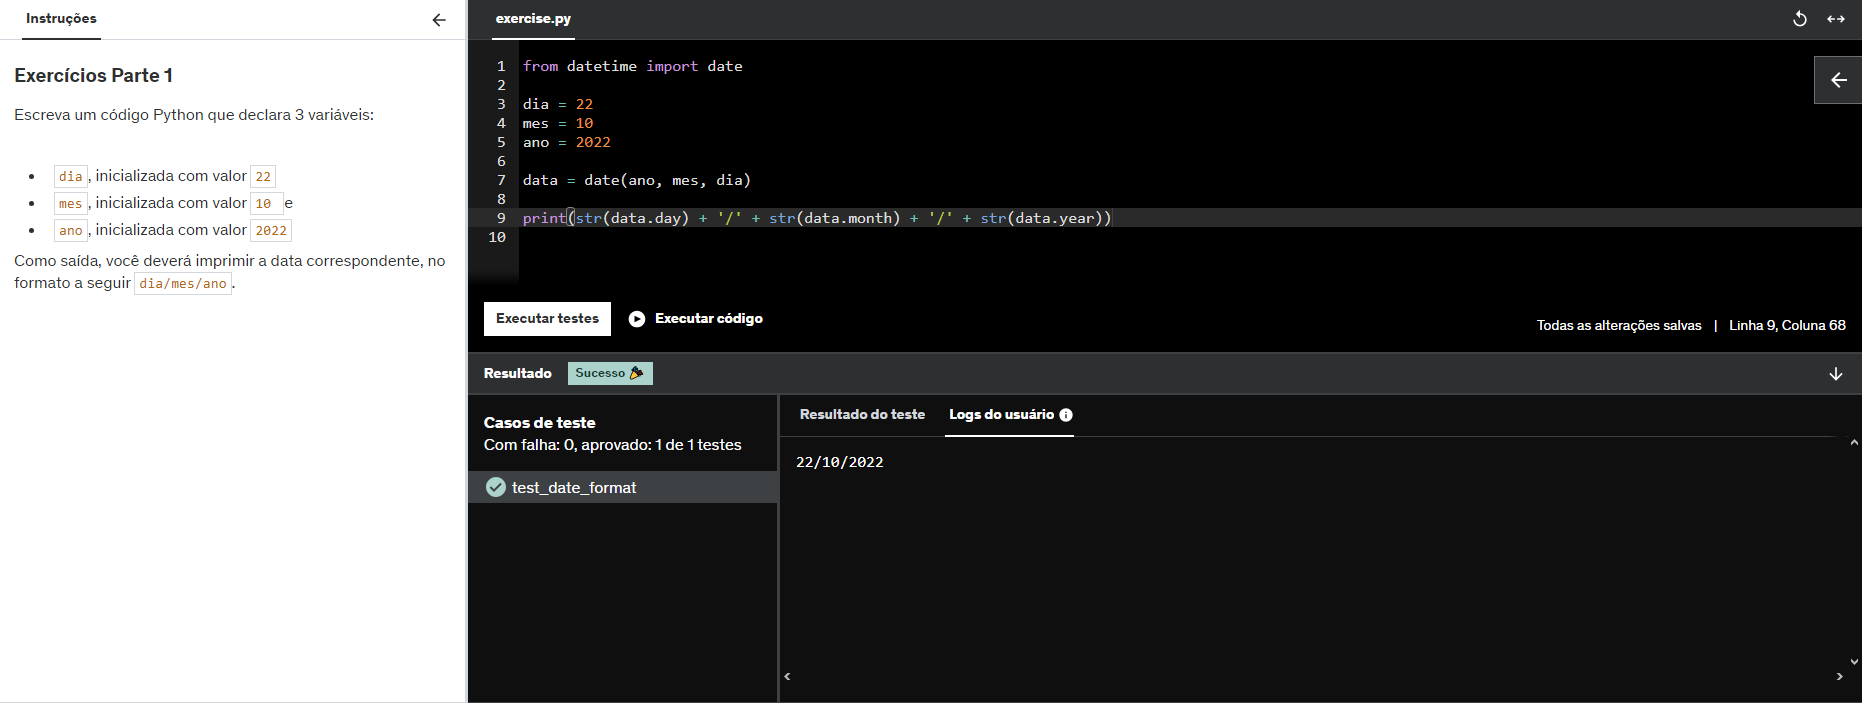 Instruções
Exercícios Parte 1
Escreva um código Python que declara 3 variáveis:
dia, inicializada com valor 22
mes, inicializada com valor 10 e
ano, inicializada com valor 2022
Como saída, você deverá imprimir a data correspondente, no
formato a seguir dia/mes/ano.
exercise.py
1 from datetime import date
2
3 dia = 22
4 mes = 10
5 ano = 2022
6
7 data = date(ano, mes, dia)
8
9 print(str(data.day) + '/' + str(data.month) + '/' + str(data.year))
10
Executar testes Executar código
Todas as alterações salvas | Linha 9, Coluna 68
Resultado Sucesso
Casos de teste
Com falha: 0, aprovado: 1 de 1 testes
test_date_format
Resultado do teste Logs do usuário
22/10/2022